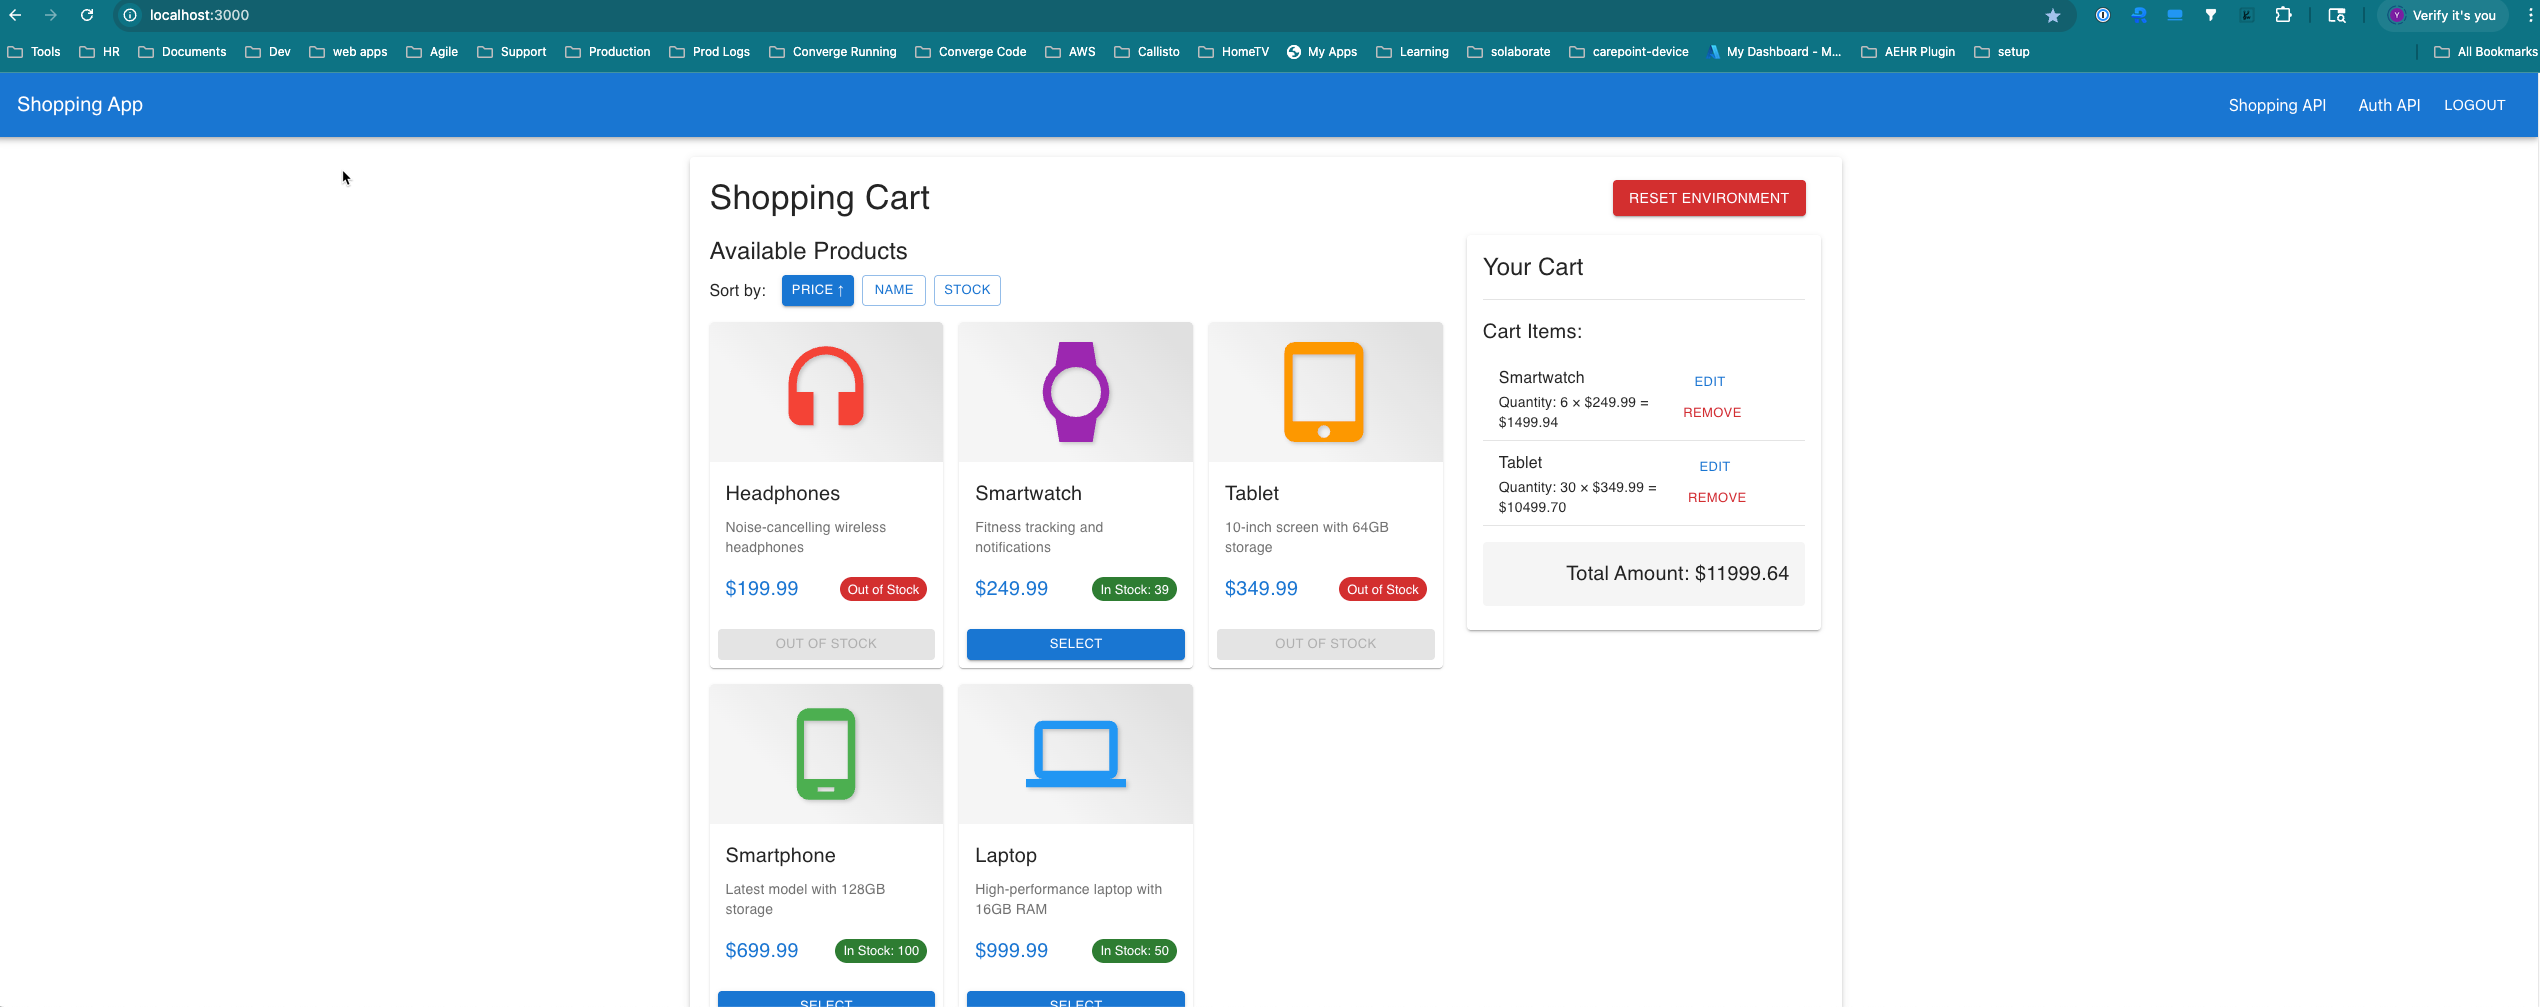 localhost:3000
Verify it's you
Tools HR Documents Dev web apps Agile Support Production Prod Logs Converge Running Converge Code AWS Callisto HomeTV My Apps Learning solaborate carepoint-device My Dashboard - M... AEHR Plugin setup All Bookmarks
Shopping App
Shopping API Auth API LOGOUT
Shopping Cart
RESET ENVIRONMENT
Available Products
Sort by: PRICE ↑ NAME STOCK
Headphones
Noise-cancelling wireless
headphones
$199.99 Out of Stock
OUT OF STOCK
Smartwatch
Fitness tracking and
notifications
$249.99 In Stock: 39
SELECT
Tablet
10-inch screen with 64GB
storage
$349.99 Out of Stock
OUT OF STOCK
Smartphone
Latest model with 128GB
storage
$699.99 In Stock: 100
SELECT
Laptop
High-performance laptop with
16GB RAM
$999.99 In Stock: 50
SELECT
Your Cart
Cart Items:
Smartwatch
Quantity: 6 × $249.99 =
$1499.94
EDIT
REMOVE
Tablet
Quantity: 30 × $349.99 =
$10499.70
EDIT
REMOVE
Total Amount: $11999.64